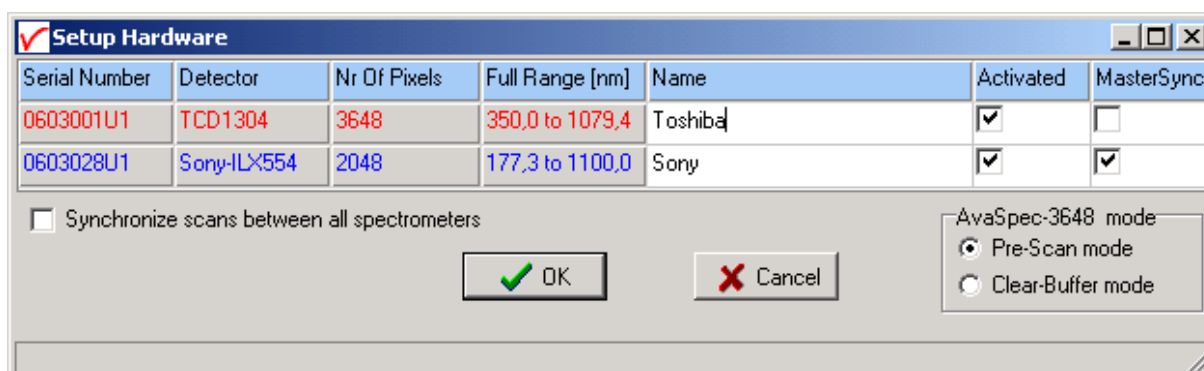 Setup Hardware
Serial Number Detector Nr Of Pixels Full Range [nm] Name Activated MasterSync
0603001U1 TCD1304 3648 350,0 to 1079,4 Toshiba
0603028U1 Sony-ILX554 2048 177,3 to 1100,0 Sony
Synchronize scans between all spectrometers
AvaSpec-3648 mode
Pre-Scan mode
OK Cancel
Clear-Buffer mode